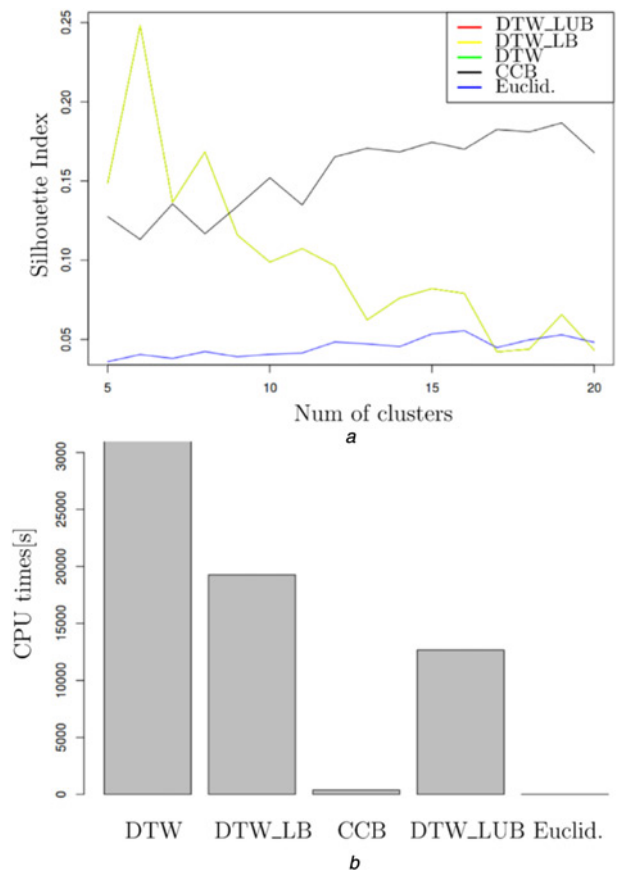 DTW_LUB
DTW_LB
DTW
CCB
Euclid.
0.25
0.20
0.15
0.10
0.05
Silhouette Index
5
10
15
20
Num of clusters
a
3000
25000
20000
15000
10000
5000
0
CPU times[s]
DTW
DTW_LB
CCB
DTW_LUB
Euclid.
b